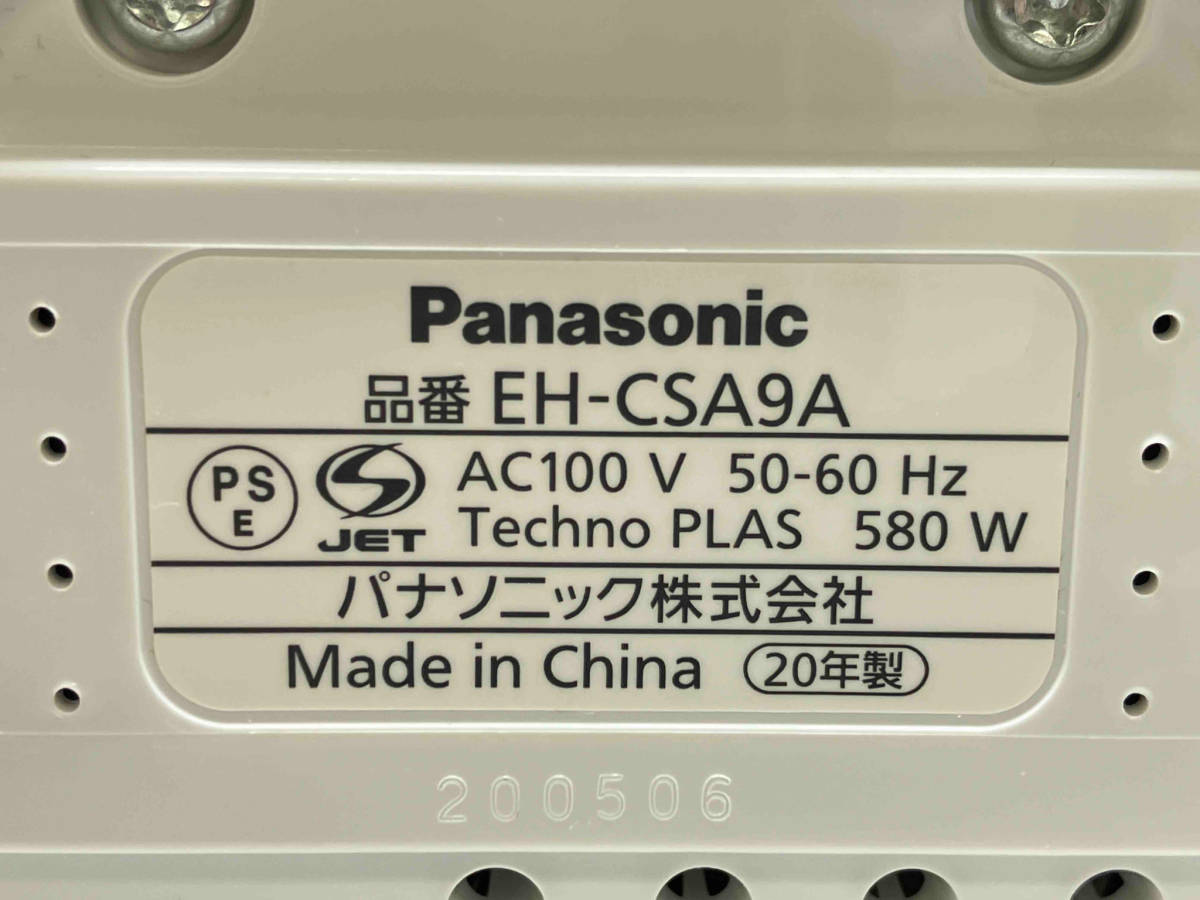 Panasonic
品番 EH-CSA9A
PS
E
JET
AC100 V 50-60 Hz
Techno PLAS 580 W
パナソニック株式会社
Made in China 20年製
200506